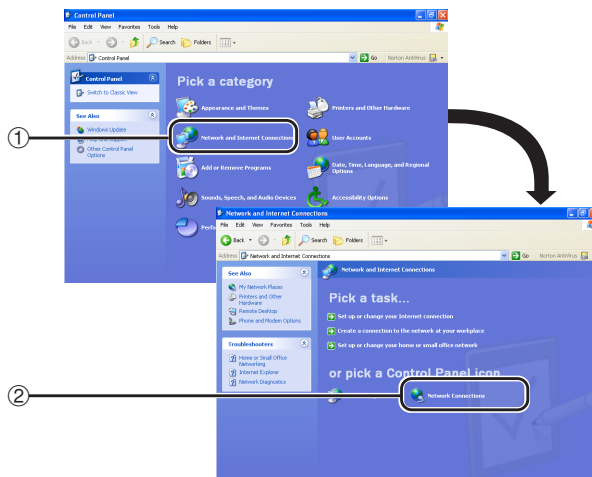 Control Panel
File Edit View Favorites Tools Help
Back Search Folders
Address Control Panel Go Norton AntiVirus
Control Panel
Switch to Classic View
See Also
Windows Update
Help and Support
Other Control Panel
Options
Pick a category
Appearance and Themes
Printers and Other Hardware
①
Network and Internet Connections
User Accounts
Add or Remove Programs
Date, Time, Language, and Regional
Options
Sounds, Speech, and Audio Devices
Accessibility Options
Perfo
Network and Internet Connections
File Edit View Favorites Tools Help
Back Search Folders
Address Network and Internet Connections Go Norton AntiVirus
See Also
My Network Places
Printers and Other
Hardware
Remote Desktop
Phone and Modem Options
Troubleshooters
Home or Small Office
Networking
Internet Explorer
Network Diagnostics
Network and Internet Connections
Pick a task...
Set up or change your Internet connection
Create a connection to the network at your workplace
Set up or change your home or small office network
or pick a Control Panel icon
②
Network Connections